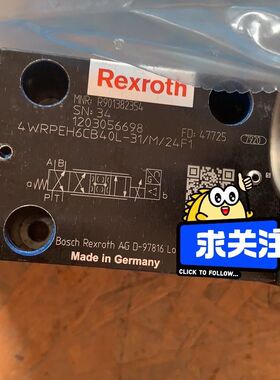 Rexroth
MNR: R901382354
SN: 34
1203056698
FD: 47725
7920
4WRPEH6CB40L-31/M/24F1
A B
a
b
P T
Bosch Rexroth AG D-97816 Lo
Made in Germany
求关注
CLICK TO FOLLOW